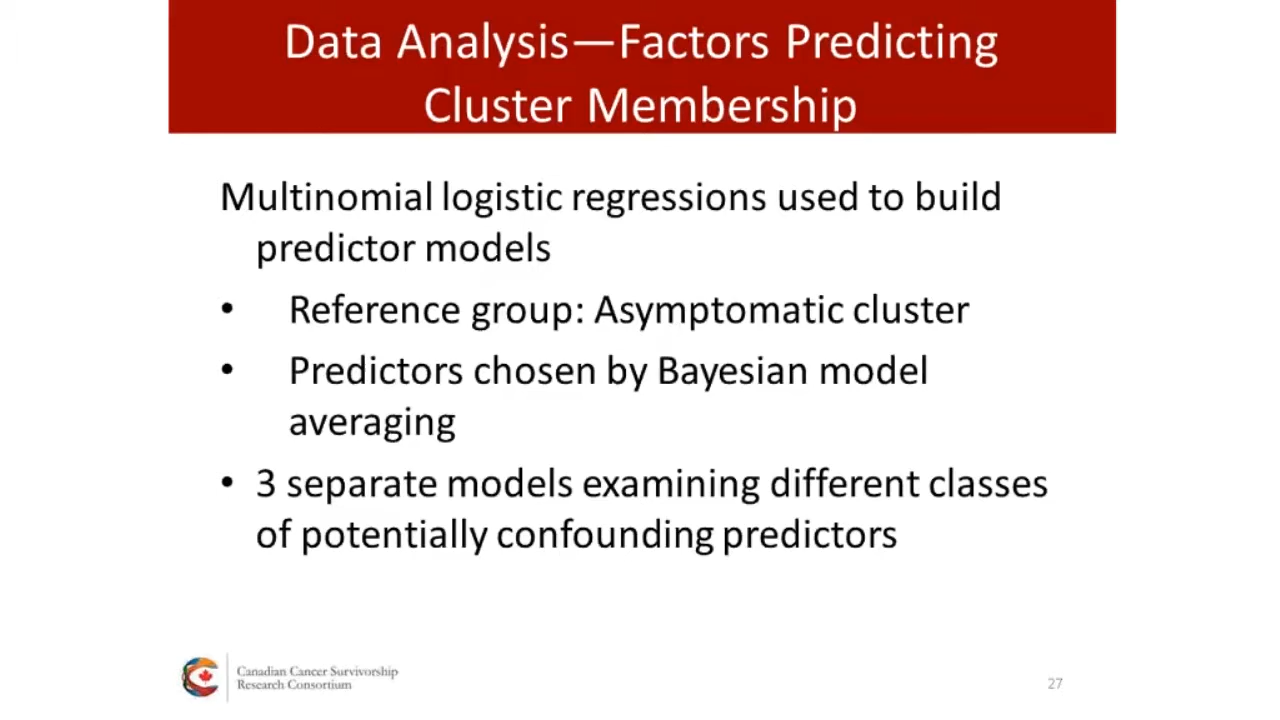 Data Analysis—Factors Predicting
Cluster Membership
Multinomial logistic regressions used to build
predictor models
• Reference group: Asymptomatic cluster
• Predictors chosen by Bayesian model
averaging
• 3 separate models examining different classes
of potentially confounding predictors
Canadian Cancer Survivorship
Research Consortium
27